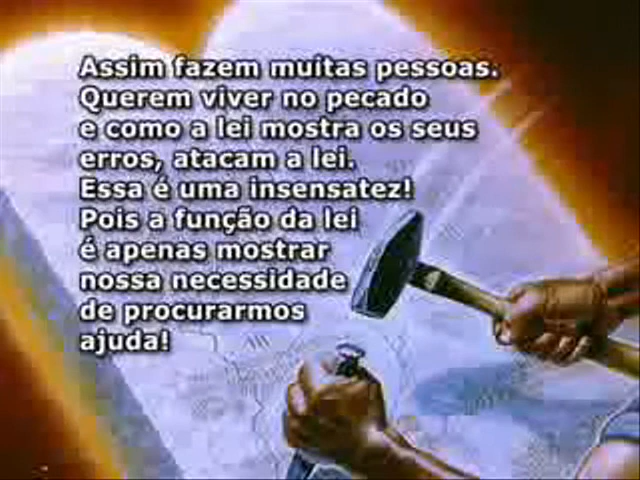 Assim fazem muitas pessoas.
Querem viver no pecado
e como a lei mostra os seus
erros, atacam a lei.
Essa é uma insensatez!
Pois a função da lei
é apenas mostrar
nossa necessidade
de procurarmos
ajuda!